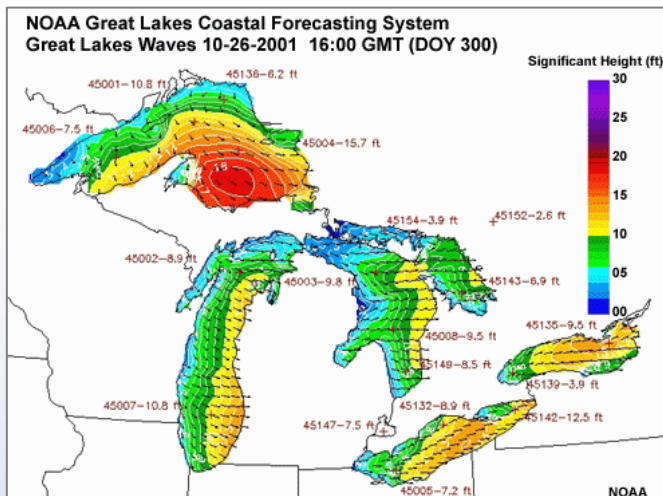 NOAA Great Lakes Coastal Forecasting System
Great Lakes Waves 10-26-2001 16:00 GMT (DOY 300)
Significant Height (ft)
45136-6.2 ft
45001-10.8 ft
30
45006-7.5 ft
25
45004-15.7 ft
20
18
15
45154-3.9 ft
45152-2.6 ft
10
45002-8.9 ft
45003-9.8 ft
45143-6.9 ft
05
00
45135-9.5 ft
45008-9.5 ft
45149-8.5 ft
45139-3.9 ft
45007-10.8 ft
45132-8.9 ft
45142-12.5 ft
45147-7.5 ft
45005-7.2 ft
NOAA